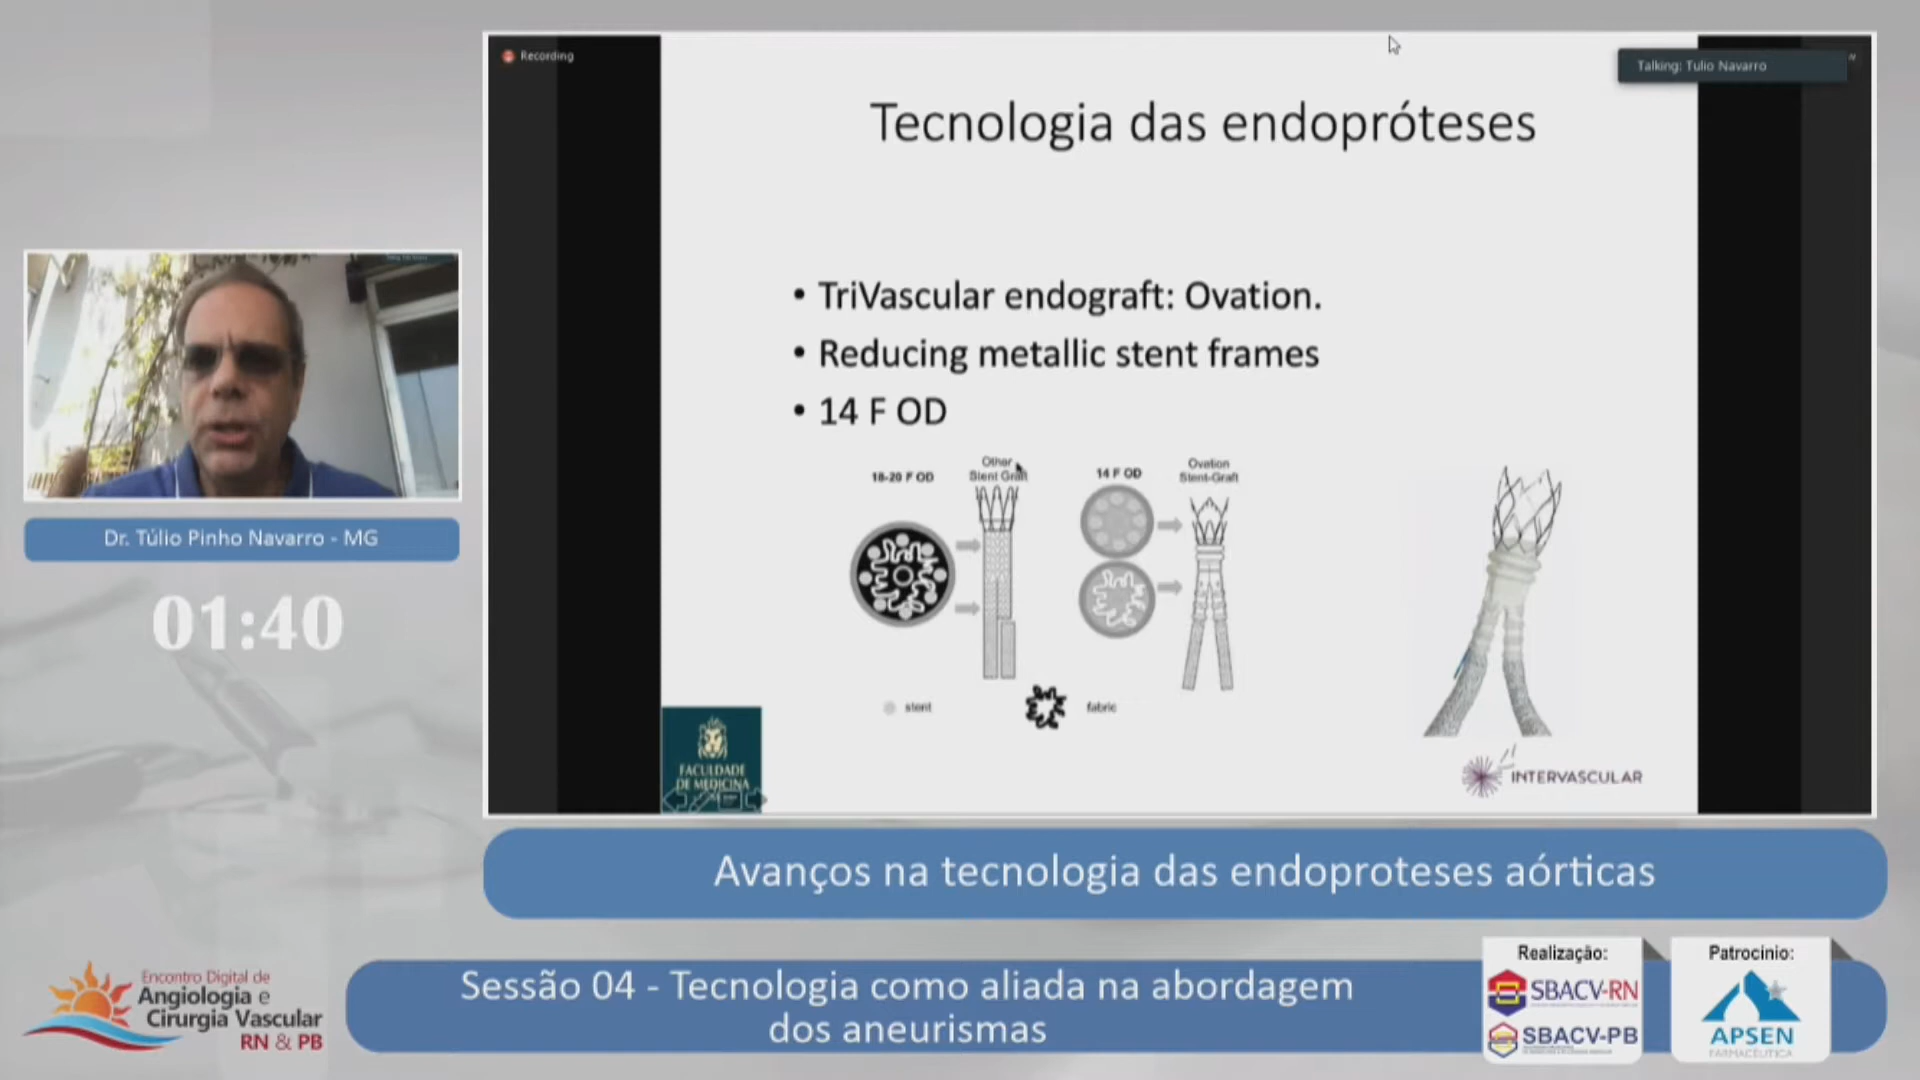 Recording
Talking: Tulio Navarro
Tecnologia das endopróteses
• TriVascular endograft: Ovation.
• Reducing metallic stent frames
• 14 F OD
18-20 F OD
Other
Stent Graft
14 F OD
Ovation
Stent-Graft
stent
fabric
FACULDADE
DE MEDICINA
INTERVASCULAR
Dr. Túlio Pinho Navarro - MG
01:40
Avanços na tecnologia das endoproteses aórticas
Sessão 04 - Tecnologia como aliada na abordagem
dos aneurismas
Encontro Digital de
Angiologia e
Cirurgia Vascular
RN & PB
Realização:
SBACV-RN
SBACV-PB
Patrocínio:
APSEN
FARMACÊUTICA